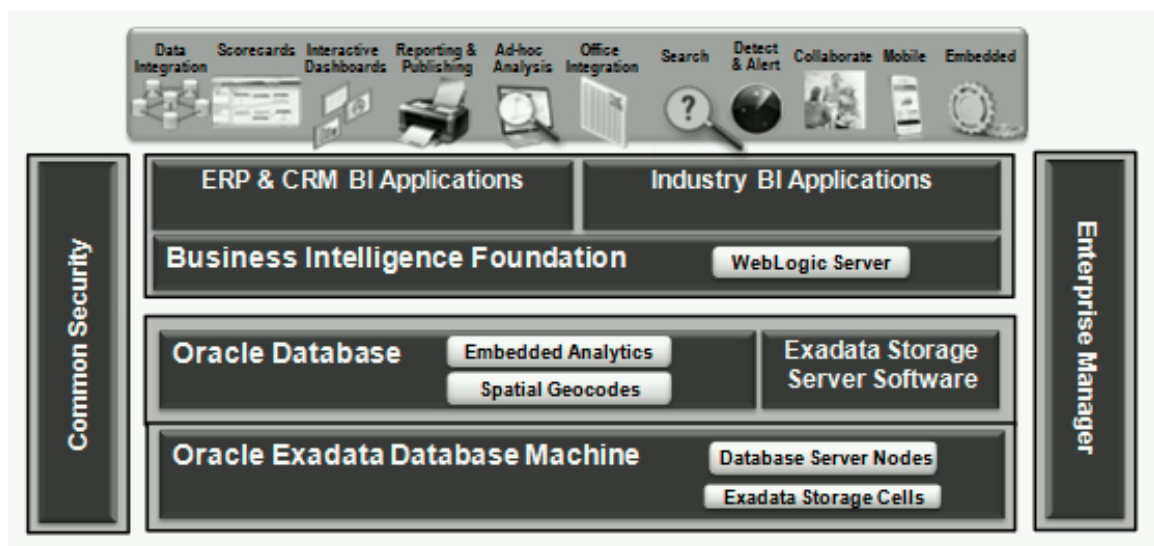 Data Integration
Scorecards
Interactive Dashboards
Reporting & Publishing
Ad-hoc Analysis
Office Integration
Search
Detect & Alert
Collaborate
Mobile
Embedded
?
Common Security
ERP & CRM BI Applications
Industry BI Applications
Business Intelligence Foundation
WebLogic Server
Oracle Database
Embedded Analytics
Spatial Geocodes
Exadata Storage
Server Software
Oracle Exadata Database Machine
Database Server Nodes
Exadata Storage Cells
Enterprise Manager